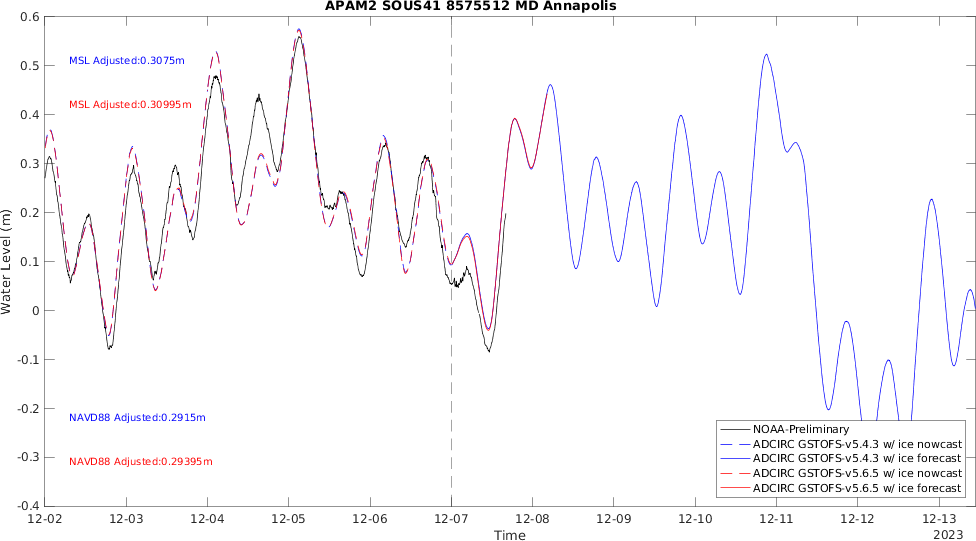 APAM2 SOUS41 8575512 MD Annapolis
0.6
0.5
0.4
0.3
0.2
0.1
0
-0.1
-0.2
-0.3
-0.4
Water Level (m)
MSL Adjusted:0.3075m
MSL Adjusted:0.30995m
NAVD88 Adjusted:0.2915m
NAVD88 Adjusted:0.29395m
NOAA-Preliminary
ADCIRC GSTOFS-v5.4.3 w/ ice nowcast
ADCIRC GSTOFS-v5.4.3 w/ ice forecast
ADCIRC GSTOFS-v5.6.5 w/ ice nowcast
ADCIRC GSTOFS-v5.6.5 w/ ice forecast
12-02 12-03 12-04 12-05 12-06 12-07 12-08 12-09 12-10 12-11 12-12 12-13
Time
2023